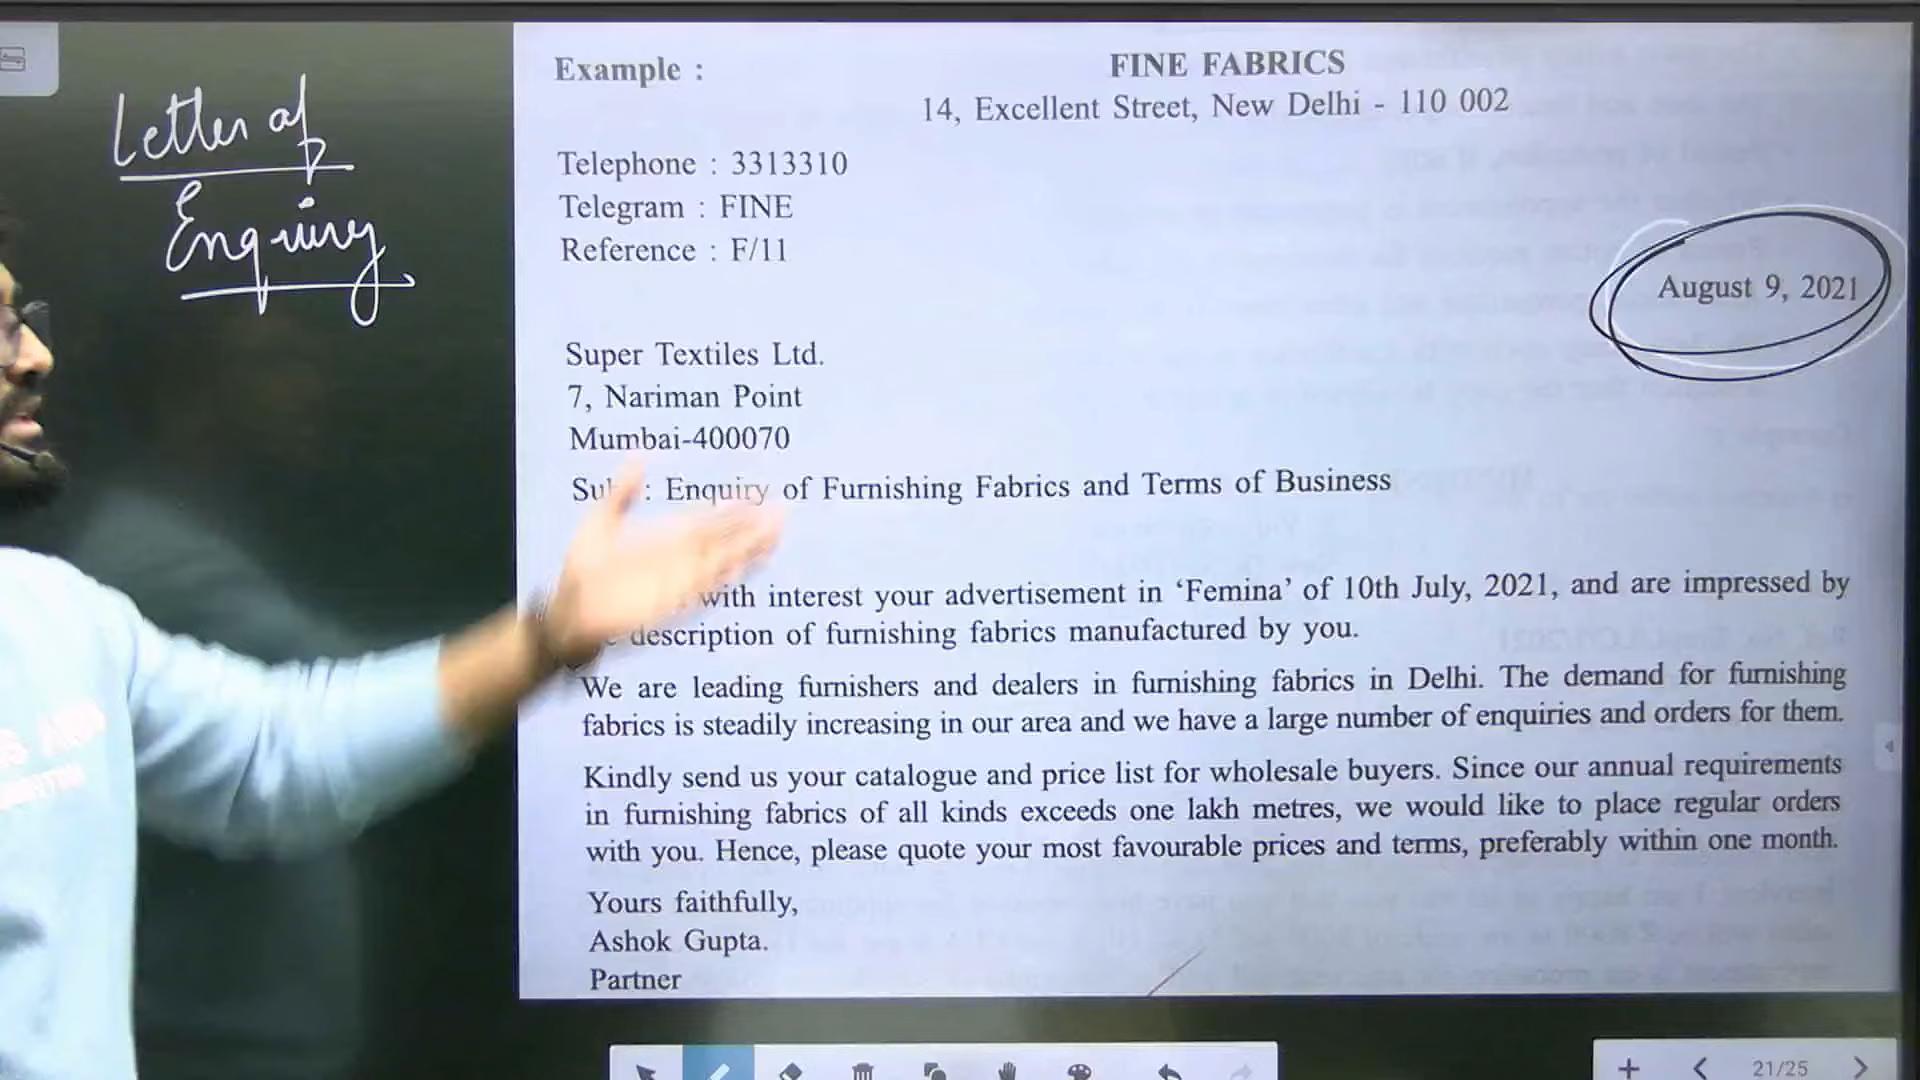 Letter of
Enquiry
Example :
FINE FABRICS
14, Excellent Street, New Delhi - 110 002
Telephone : 3313310
Telegram : FINE
Reference : F/11
August 9, 2021
Super Textiles Ltd.
7, Nariman Point
Mumbai-400070
: Enquiry of Furnishing Fabrics and Terms of Business
with interest your advertisement in ‘Femina’ of 10th July, 2021, and are impressed by
description of furnishing fabrics manufactured by you.
We are leading furnishers and dealers in furnishing fabrics in Delhi. The demand for furnishing
fabrics is steadily increasing in our area and we have a large number of enquiries and orders for them.
Kindly send us your catalogue and price list for wholesale buyers. Since our annual requirements
in furnishing fabrics of all kinds exceeds one lakh metres, we would like to place regular orders
with you. Hence, please quote your most favourable prices and terms, preferably within one month.
Yours faithfully,
Ashok Gupta.
Partner
21/25